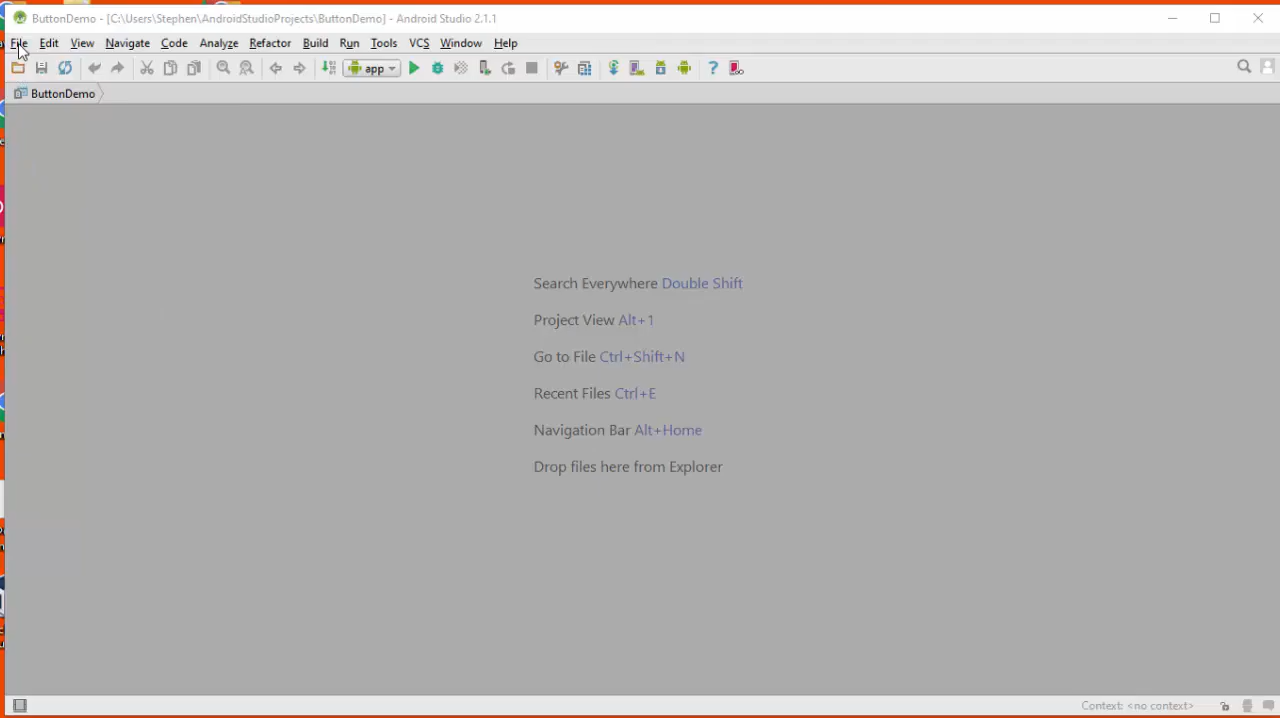 ButtonDemo - [C:\Users\Stephen\AndroidStudioProjects\ButtonDemo] - Android Studio 2.1.1
File Edit View Navigate Code Analyze Refactor Build Run Tools VCS Window Help
app
ButtonDemo
Search Everywhere Double Shift
Project View Alt+1
Go to File Ctrl+Shift+N
Recent Files Ctrl+E
Navigation Bar Alt+Home
Drop files here from Explorer
Context: <no context>